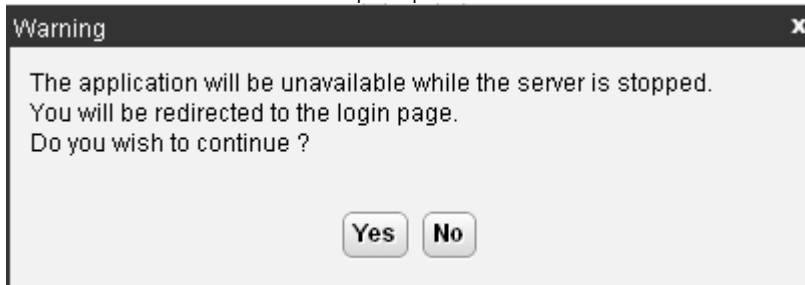 Warning x
The application will be unavailable while the server is stopped.
You will be redirected to the login page.
Do you wish to continue ?
Yes No